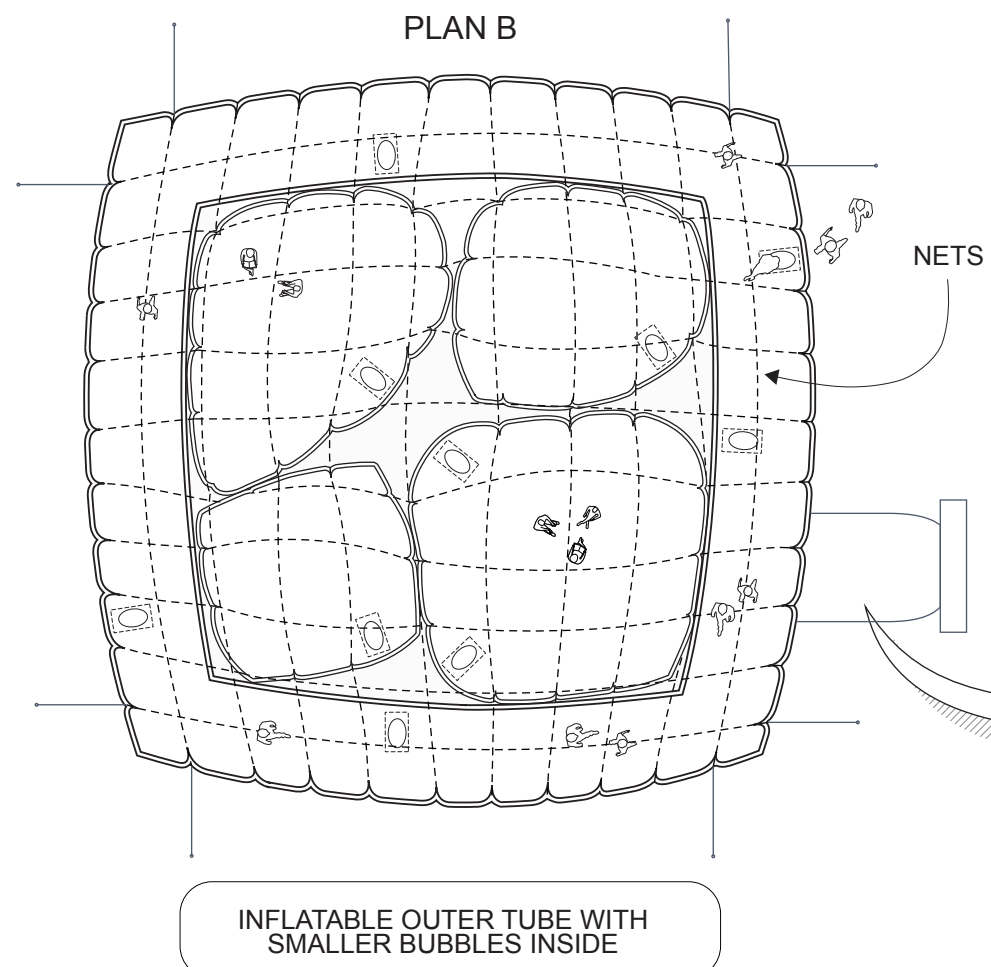 PLAN B
NETS
INFLATABLE OUTER TUBE WITH
SMALLER BUBBLES INSIDE